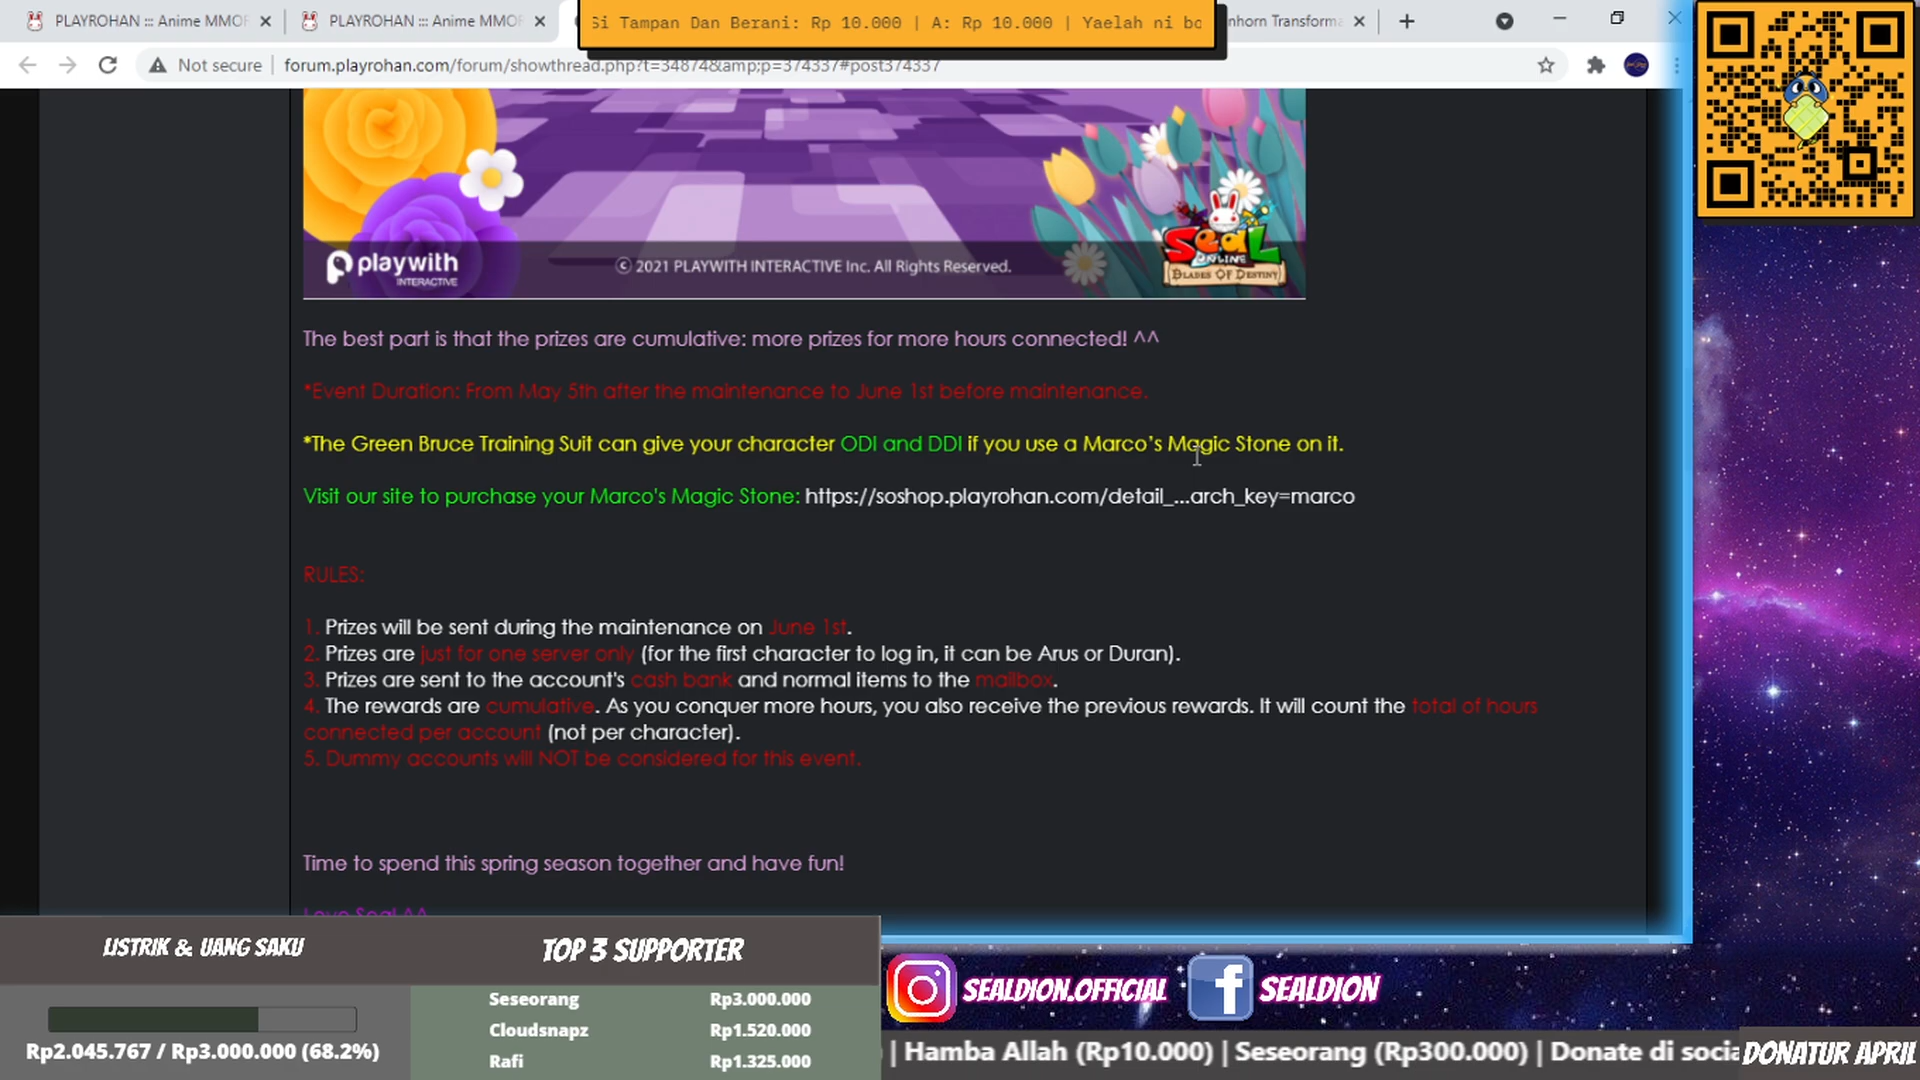 PLAYROHAN ::: Anime MMOF
PLAYROHAN ::: Anime MMOF
Si Tampan Dan Berani: Rp 10.000 | A: Rp 10.000 | Yaelah ni bo
nhorn Transforma
Not secure
forum.playrohan.com/forum/showthread.php?t=34874&amp;p=374337#post374337
playwith
INTERACTIVE
© 2021 PLAYWITH INTERACTIVE Inc. All Rights Reserved.
SeaL
ONLINE
BLADES OF DESTINY
The best part is that the prizes are cumulative: more prizes for more hours connected! ^^
*Event Duration: From May 5th after the maintenance to June 1st before maintenance.
*The Green Bruce Training Suit can give your character ODI and DDI if you use a Marco's Magic Stone on it.
Visit our site to purchase your Marco's Magic Stone: https://soshop.playrohan.com/detail_...arch_key=marco
RULES:
1. Prizes will be sent during the maintenance on June 1st.
2. Prizes are just for one server only (for the first character to log in, it can be Arus or Duran).
3. Prizes are sent to the account's cash bank and normal items to the mailbox.
4. The rewards are cumulative. As you conquer more hours, you also receive the previous rewards. It will count the total of hours
connected per account (not per character).
5. Dummy accounts will NOT be considered for this event.
Time to spend this spring season together and have fun!
Love Seal ^^
LISTRIK & UANG SAKU
Rp2.045.767 / Rp3.000.000 (68.2%)
TOP 3 SUPPORTER
Seseorang Rp3.000.000
Cloudsnapz Rp1.520.000
Rafi Rp1.325.000
SEALDION.OFFICIAL
SEALDION
| Hamba Allah (Rp10.000) | Seseorang (Rp300.000) | Donate di socia
DONATUR APRIL